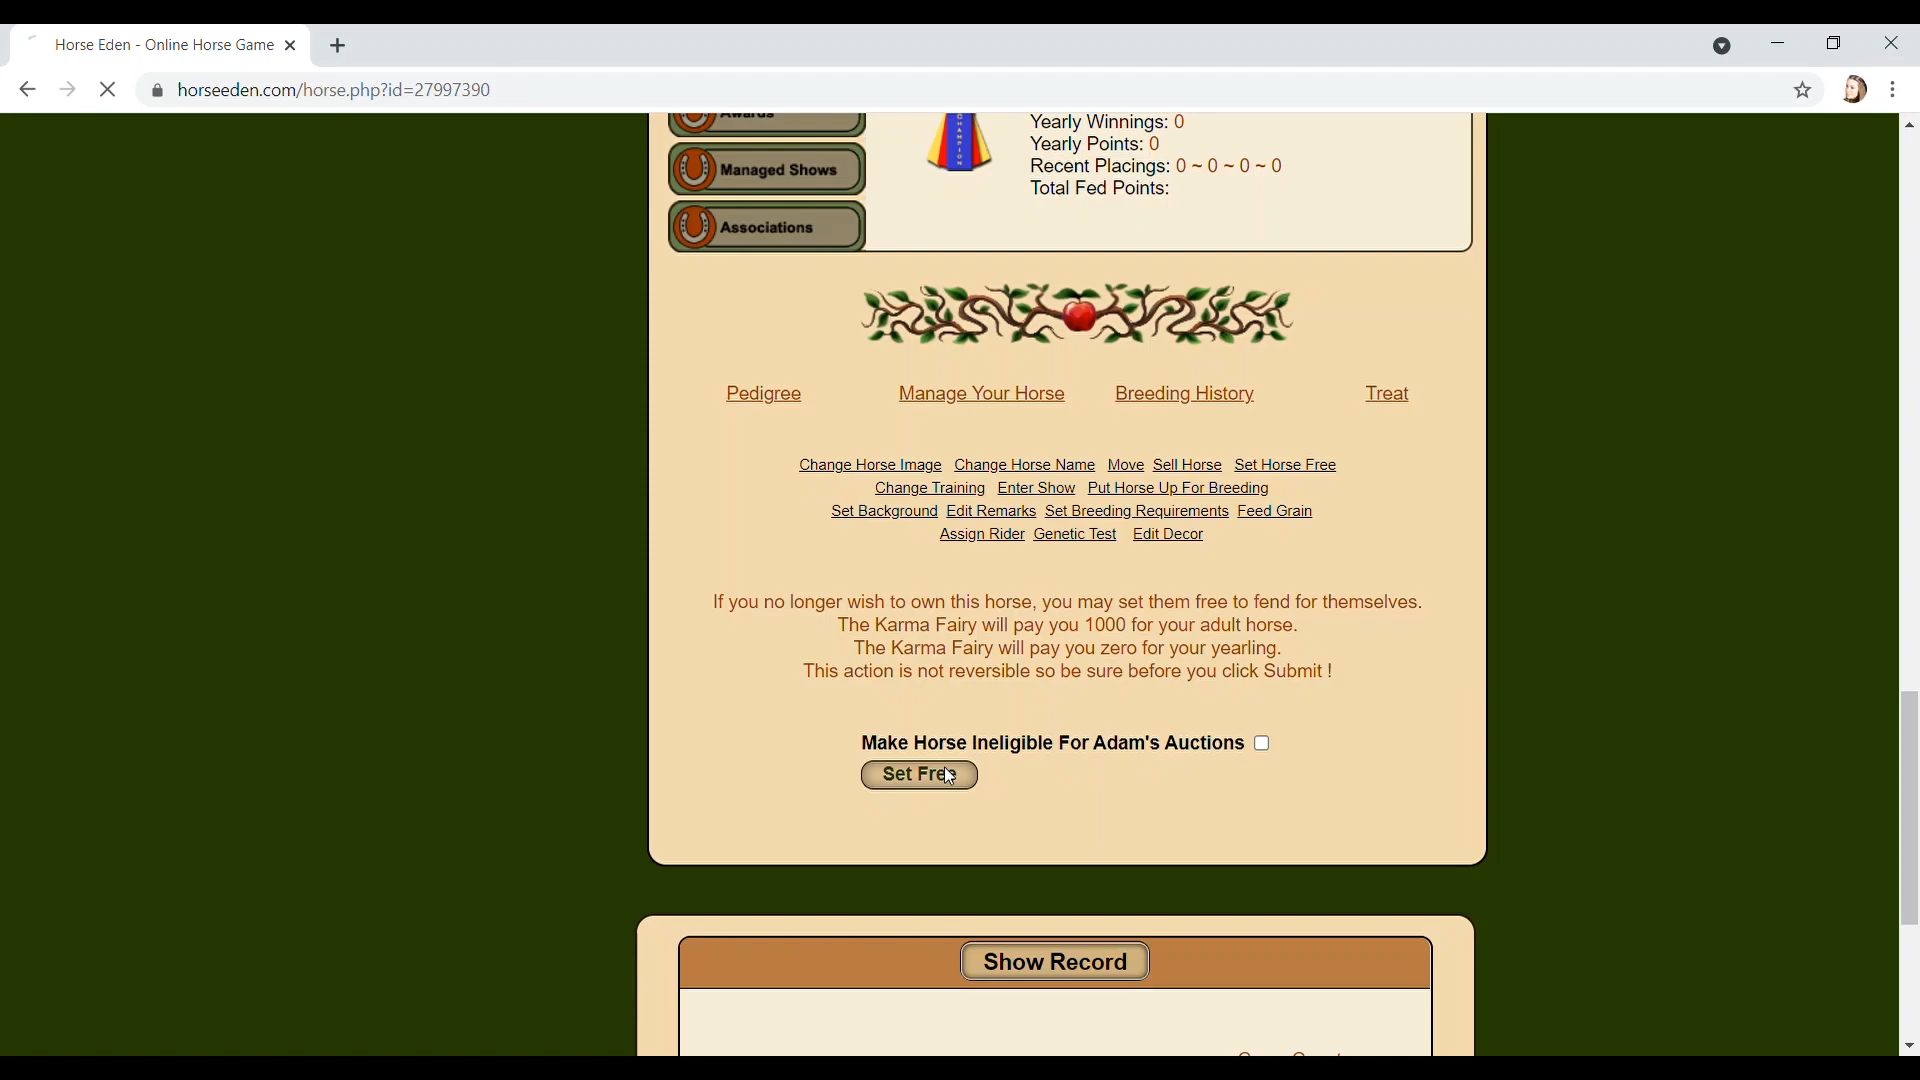 Horse Eden - Online Horse Game
horseeden.com/horse.php?id=27997390
Awards
Managed Shows
Associations
CHAMPION
Yearly Winnings: 0
Yearly Points: 0
Recent Placings: 0 ~ 0 ~ 0 ~ 0
Total Fed Points:
Pedigree Manage Your Horse Breeding History Treat
Change Horse Image Change Horse Name Move Sell Horse Set Horse Free
Change Training Enter Show Put Horse Up For Breeding
Set Background Edit Remarks Set Breeding Requirements Feed Grain
Assign Rider Genetic Test Edit Decor
If you no longer wish to own this horse, you may set them free to fend for themselves.
The Karma Fairy will pay you 1000 for your adult horse.
The Karma Fairy will pay you zero for your yearling.
This action is not reversible so be sure before you click Submit !
Make Horse Ineligible For Adam's Auctions
Set Free
Show Record